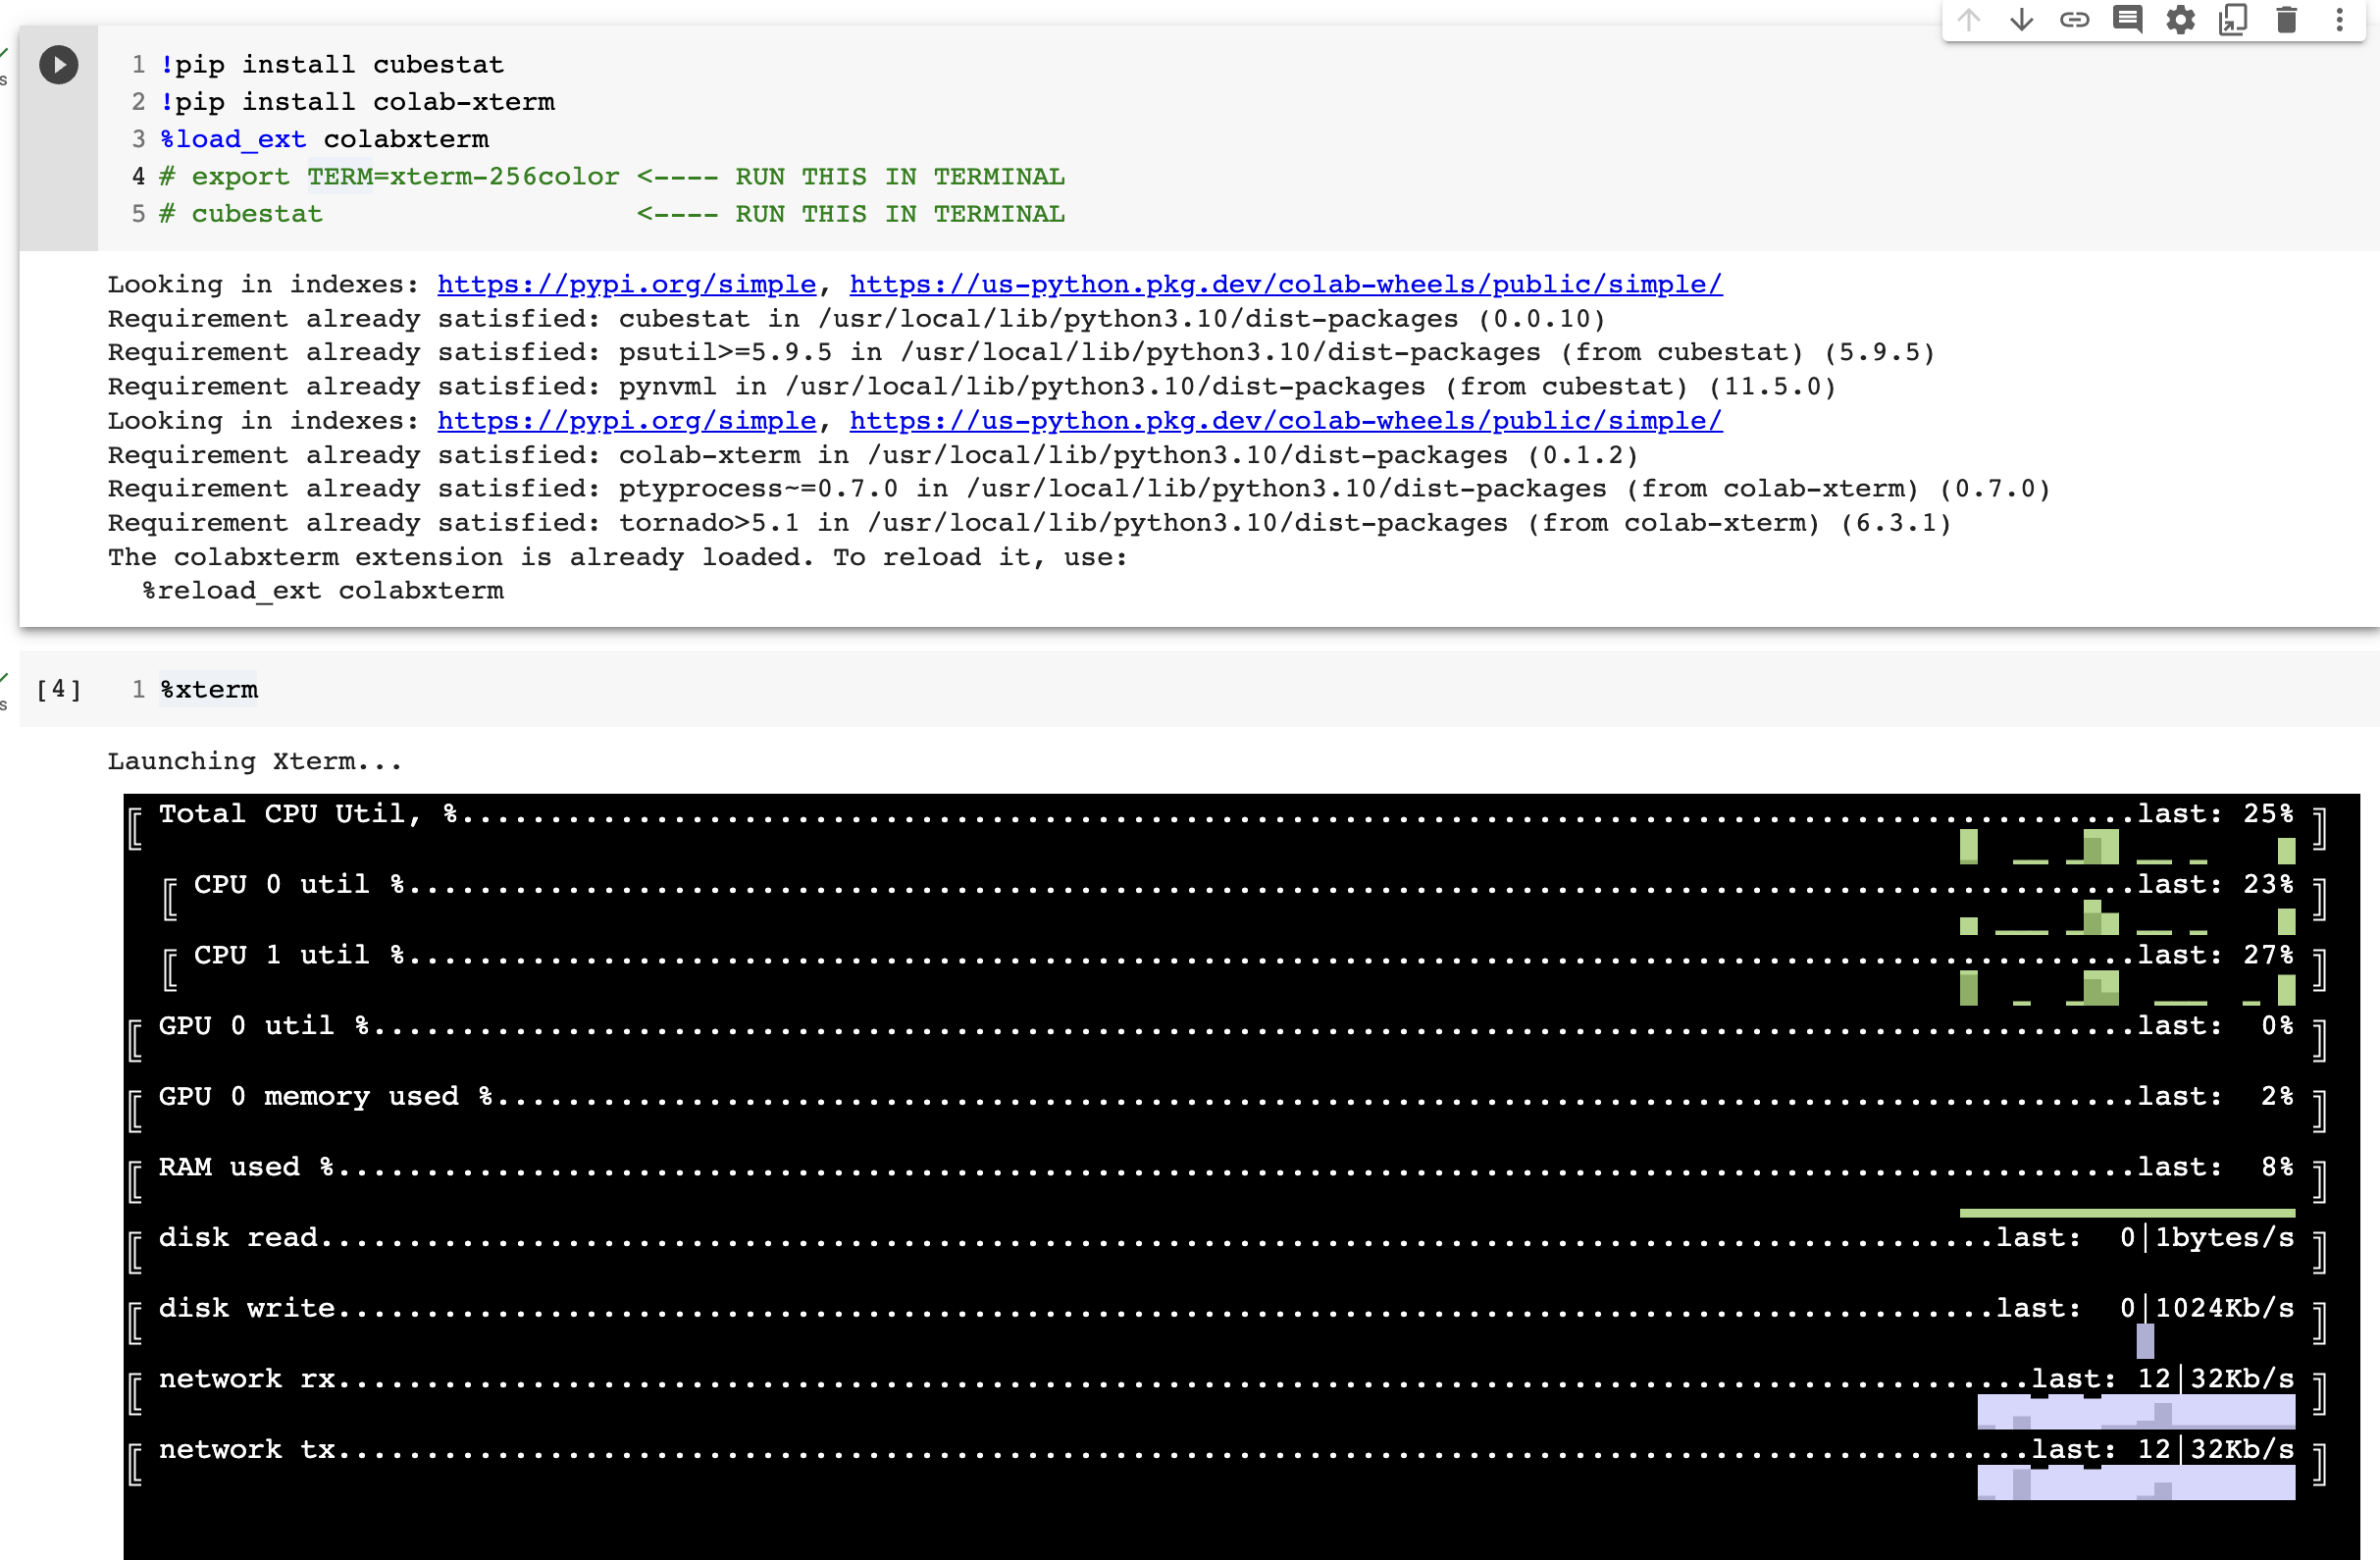 1 !pip install cubestat
2 !pip install colab-xterm
3 %load_ext colabxterm
4 # export TERM=xterm-256color <---- RUN THIS IN TERMINAL
5 # cubestat                   <---- RUN THIS IN TERMINAL
s
Looking in indexes: https://pypi.org/simple, https://us-python.pkg.dev/colab-wheels/public/simple/
Requirement already satisfied: cubestat in /usr/local/lib/python3.10/dist-packages (0.0.10)
Requirement already satisfied: psutil>=5.9.5 in /usr/local/lib/python3.10/dist-packages (from cubestat) (5.9.5)
Requirement already satisfied: pynvml in /usr/local/lib/python3.10/dist-packages (from cubestat) (11.5.0)
Looking in indexes: https://pypi.org/simple, https://us-python.pkg.dev/colab-wheels/public/simple/
Requirement already satisfied: colab-xterm in /usr/local/lib/python3.10/dist-packages (0.1.2)
Requirement already satisfied: ptyprocess~=0.7.0 in /usr/local/lib/python3.10/dist-packages (from colab-xterm) (0.7.0)
Requirement already satisfied: tornado>5.1 in /usr/local/lib/python3.10/dist-packages (from colab-xterm) (6.3.1)
The colabxterm extension is already loaded. To reload it, use:
  %reload_ext colabxterm
[4] 1 %xterm
s
Launching Xterm...
Total CPU Util, %..........last: 25%
CPU 0 util %..........last: 23%
CPU 1 util %..........last: 27%
GPU 0 util %..........last:  0%
GPU 0 memory used %..........last:  2%
RAM used %..........last:  8%
disk read..........last:  0|1bytes/s
disk write..........last:  0|1024Kb/s
network rx..........last: 12|32Kb/s
network tx..........last: 12|32Kb/s